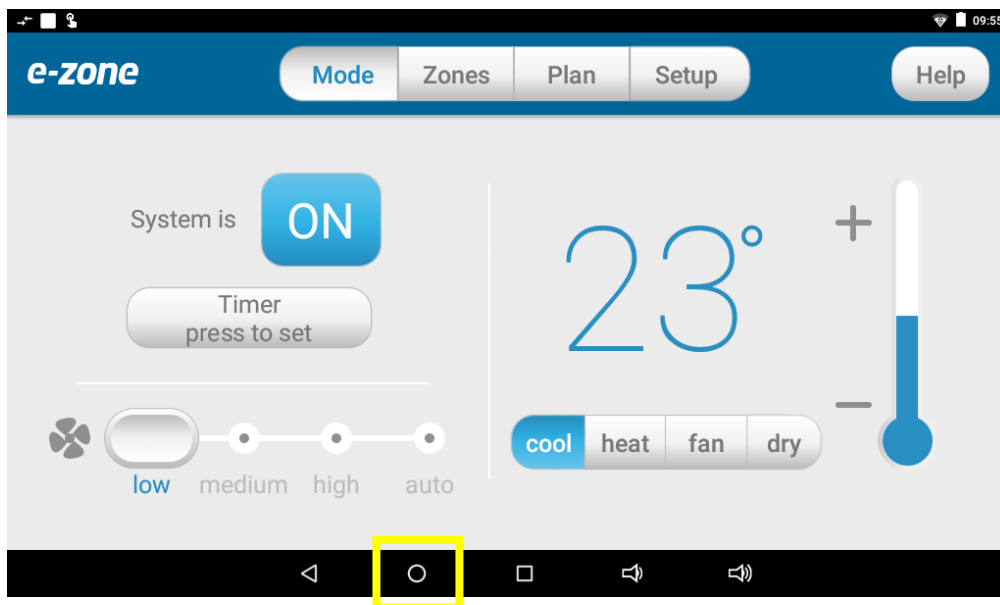 09:55
e-zone
Mode Zones Plan Setup
Help
System is ON
Timer
press to set
23°
low medium high auto
cool heat fan dry